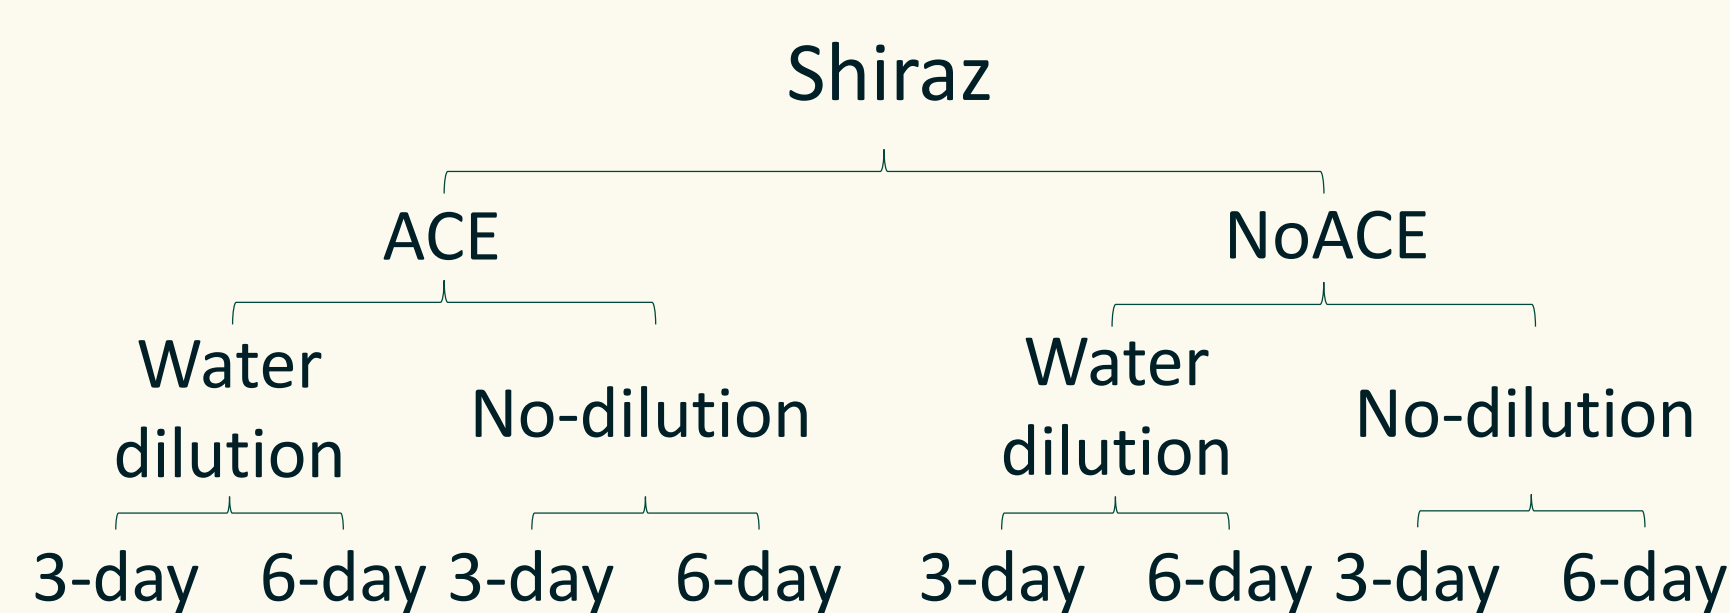 Shiraz
ACE NoACE
Water
dilution
No-dilution
Water
dilution
No-dilution
3-day 6-day 3-day 6-day 3-day 6-day 3-day 6-day